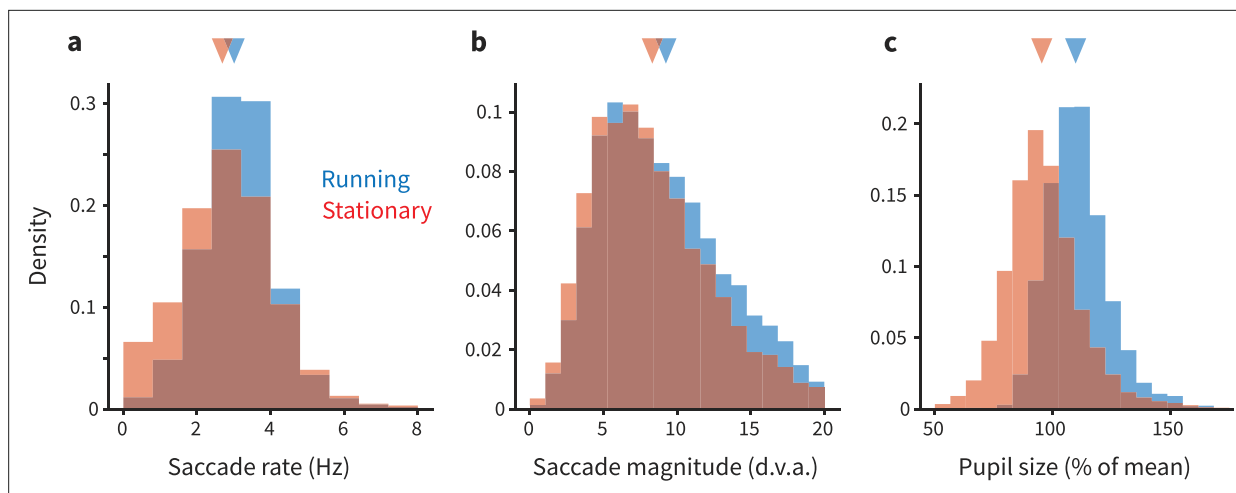 a
b
c
Density
0.3
0.2
0.1
0
Running
Stationary
0 2 4 6 8
Saccade rate (Hz)
0.1
0.08
0.06
0.04
0.02
0
0 5 10 15 20
Saccade magnitude (d.v.a.)
0.2
0.15
0.1
0.05
0
50 100 150
Pupil size (% of mean)